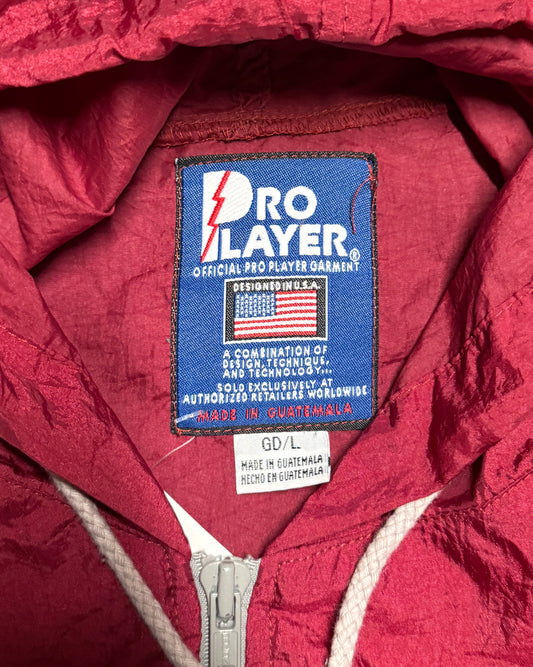 PRO
PLAYER®
OFFICIAL PRO PLAYER GARMENT
DESIGNED IN U.S.A.
A COMBINATION OF
DESIGN, TECHNIQUE,
AND TECHNOLOGY...
SOLD EXCLUSIVELY AT
AUTHORIZED RETAILERS WORLDWIDE
MADE IN GUATEMALA
GD/L
MADE IN GUATEMALA
HECHO EN GUATEMALA